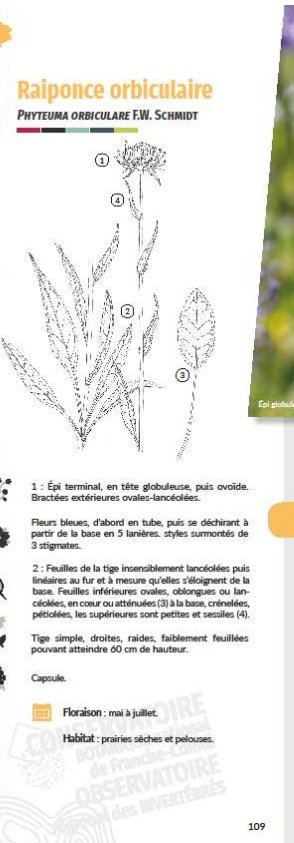 Raiponce orbiculaire
PHYTEUMA ORBICULARE F.W. SCHMIDT
1
4
2
3
Épi globul
1 : Épi terminal, en tête globuleuse, puis ovoïde.
Bractées extérieures ovales-lancéolées.
Fleurs bleues, d'abord en tube, puis se déchirant à
partir de la base en 5 lanières. styles surmontés de
3 stigmates.
2 : Feuilles de la tige insensiblement lancéolées puis
linéaires au fur et à mesure qu'elles s'éloignent de la
base. Feuilles inférieures ovales, oblongues ou lan-
céolées, en cœur ou atténuées (3) à la base, crénelées,
pétiolées, les supérieures sont petites et sessiles (4).
Tige simple, droites, raides, faiblement feuillées
pouvant atteindre 60 cm de hauteur.
Capsule.
Floraison : mai à juillet.
Habitat : prairies sèches et pelouses.
CONSERVATOIRE
de Franche-
OBSERVATOIRE
des INVERTÉBRÉS
109